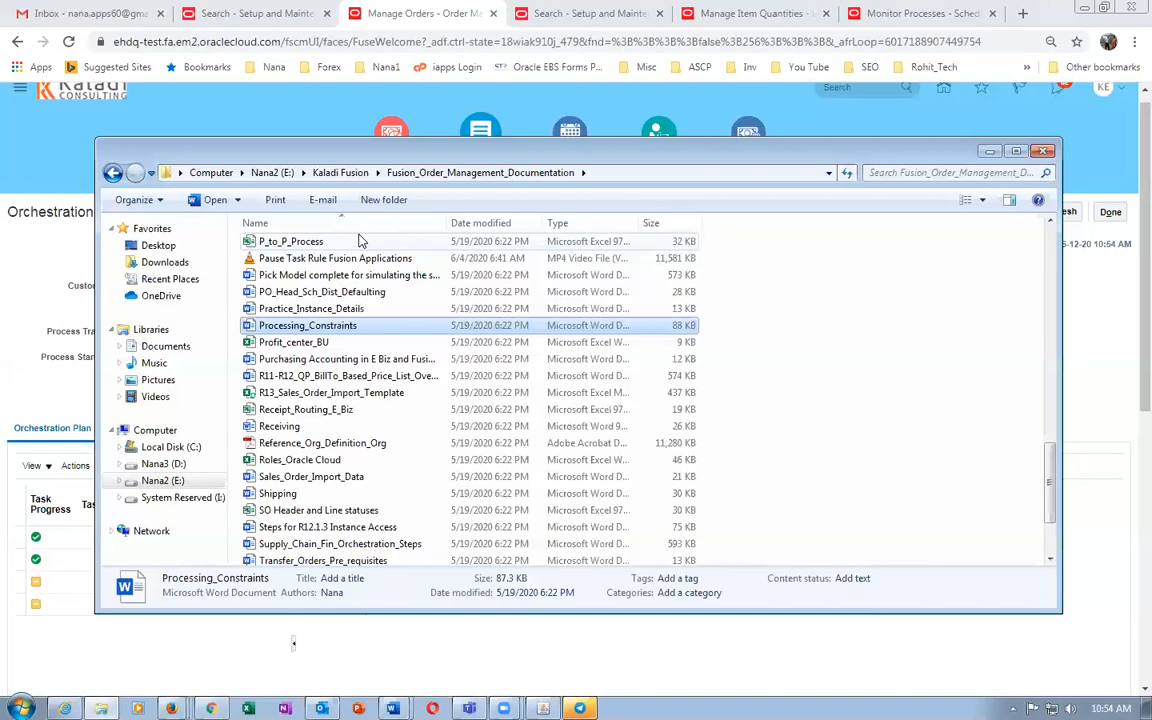 Inbox - nana.apps60@gm
Search - Setup and Mainte
Manage Orders - Order Ma
Search - Setup and Mainte
Manage Item Quantities - I
Monitor Processes - Sched
ehdq-test.fa.em2.oraclecloud.com/fscmUI/faces/FuseWelcome?_adf.ctrl-state=18wiak910j_479&fnd=%3B%3B%3B%3Bfalse%3B256%3B%3B%3B&_afrLoop=6017188907449754
Apps
Suggested Sites
Bookmarks
Nana
Forex
Nana1
iapps Login
Oracle EBS Forms P...
Misc
ASCP
Inv
You Tube
SEO
Rohit_Tech
»
Other bookmarks
Kaladi
CONSULTING
Search
KE
Orchestration
Done
Custo
Process Tra
Process Star
Orchestration Plan
View
Actions
Task
Progress
Computer
Nana2 (E:)
Kaladi Fusion
Fusion_Order_Management_Documentation
Search Fusion_Order_Management_D...
Organize
Open
Print
E-mail
New folder
Name
Date modified
Type
Size
Favorites
Desktop
Downloads
Recent Places
OneDrive
Libraries
Documents
Music
Pictures
Videos
Computer
Local Disk (C:)
Nana3 (D:)
Nana2 (E:)
System Reserved (I:)
Network
P_to_P_Process 5/19/2020 6:22 PM Microsoft Excel 97... 32 KB
Pause Task Rule Fusion Applications 6/4/2020 6:41 AM MP4 Video File (V... 11,581 KB
Pick Model complete for simulating the s... 5/19/2020 6:22 PM Microsoft Word D... 573 KB
PO_Head_Sch_Dist_Defaulting 5/19/2020 6:22 PM Microsoft Word D... 28 KB
Practice_Instance_Details 5/19/2020 6:22 PM Microsoft Word D... 13 KB
Processing_Constraints 5/19/2020 6:22 PM Microsoft Word D... 88 KB
Profit_center_BU 5/19/2020 6:22 PM Microsoft Excel W... 9 KB
Purchasing Accounting in E Biz and Fusi... 5/19/2020 6:22 PM Microsoft Word D... 12 KB
R11-R12_QP_BillTo_Based_Price_List_Ove... 5/19/2020 6:22 PM Microsoft Word D... 574 KB
R13_Sales_Order_Import_Template 5/19/2020 6:22 PM Microsoft Excel M... 437 KB
Receipt_Routing_E_Biz 5/19/2020 6:22 PM Microsoft Excel 97... 19 KB
Receiving 5/19/2020 6:22 PM Microsoft Word 9... 26 KB
Reference_Org_Definition_Org 5/19/2020 6:22 PM Adobe Acrobat D... 11,280 KB
Roles_Oracle Cloud 5/19/2020 6:22 PM Microsoft Excel W... 46 KB
Sales_Order_Import_Data 5/19/2020 6:22 PM Microsoft Word D... 21 KB
Shipping 5/19/2020 6:22 PM Microsoft Word D... 30 KB
SO Header and Line statuses 5/19/2020 6:22 PM Microsoft Word D... 30 KB
Steps for R12.1.3 Instance Access 5/19/2020 6:22 PM Microsoft Word D... 75 KB
Supply_Chain_Fin_Orchestration_Steps 5/19/2020 6:22 PM Microsoft Word D... 593 KB
Transfer_Orders_Pre_requisites 5/19/2020 6:22 PM Microsoft Word D... 13 KB
Processing_Constraints Title: Add a title Size: 87.3 KB Tags: Add a tag Content status: Add text
Microsoft Word Document Authors: Nana Date modified: 5/19/2020 6:22 PM Categories: Add a category
10:54 AM